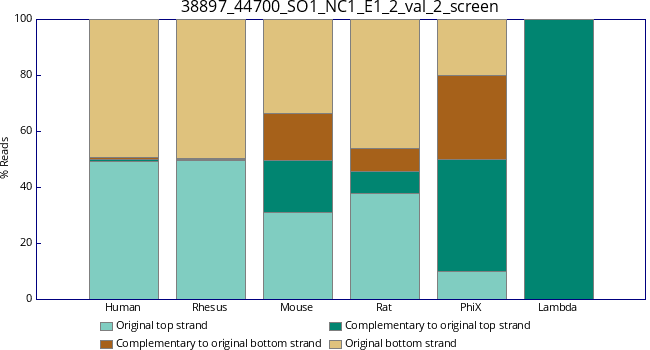 38897_44700_SO1_NC1_E1_2_val_2_screen
100
80
60
40
20
0
% Reads
Human Rhesus Mouse Rat PhiX Lambda
Original top strand Complementary to original top strand
Complementary to original bottom strand Original bottom strand